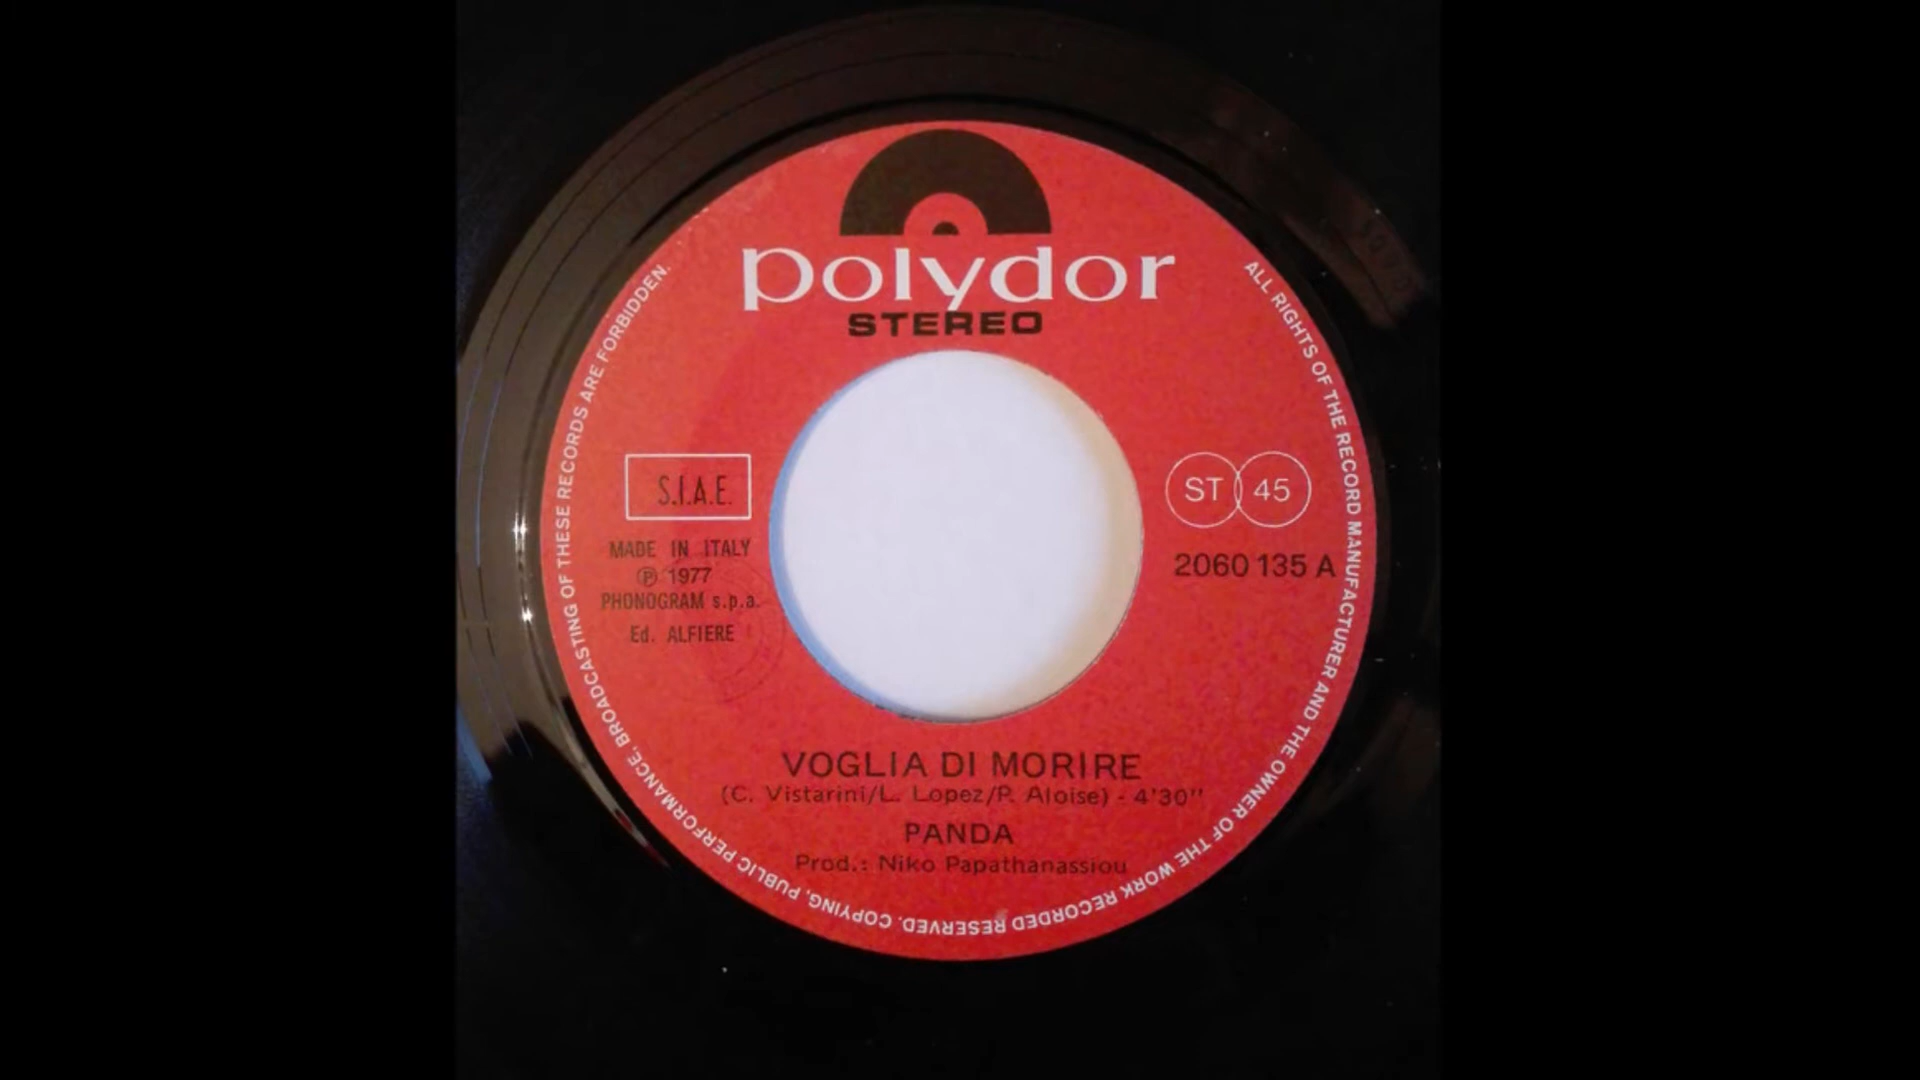 polydor
STEREO
ALL RIGHTS OF THE RECORD MANUFACTURER AND THE OWNER OF THE WORK RECORDED RESERVED. COPYING, PUBLIC PERFORMANCE, BROADCASTING OF THESE RECORDS ARE FORBIDDEN.
S.I.A.E.
MADE IN ITALY
℗ 1977
PHONOGRAM s.p.a.
Ed. ALFIERE
ST 45
2060 135 A
VOGLIA DI MORIRE
(C. Vistarini/L. Lopez/P. Aloise) - 4'30''
PANDA
Prod.: Niko Papathanassiou